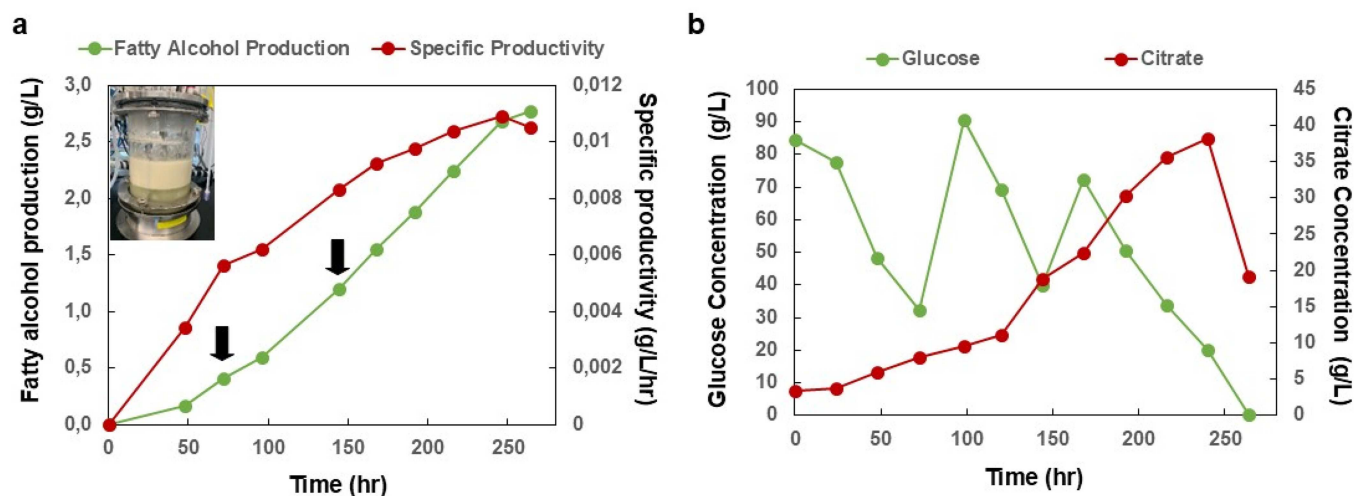 a
Fatty Alcohol Production
Specific Productivity
Fatty alcohol production (g/L)
3,0
2,5
2,0
1,5
1,0
0,5
0,0
0,012
0,01
0,008
0,006
0,004
0,002
0
Specific productivity (g/L/hr)
0 50 100 150 200 250
Time (hr)
b
Glucose
Citrate
Glucose Concentration (g/L)
100
90
80
70
60
50
40
30
20
10
0
45
40
35
30
25
20
15
10
5
0
Citrate Concentration (g/L)
0 50 100 150 200 250
Time (hr)